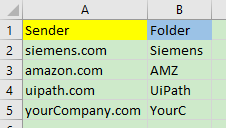 A B
1 Sender Folder
2 siemens.com Siemens
3 amazon.com AMZ
4 uipath.com UiPath
5 yourCompany.com YourC